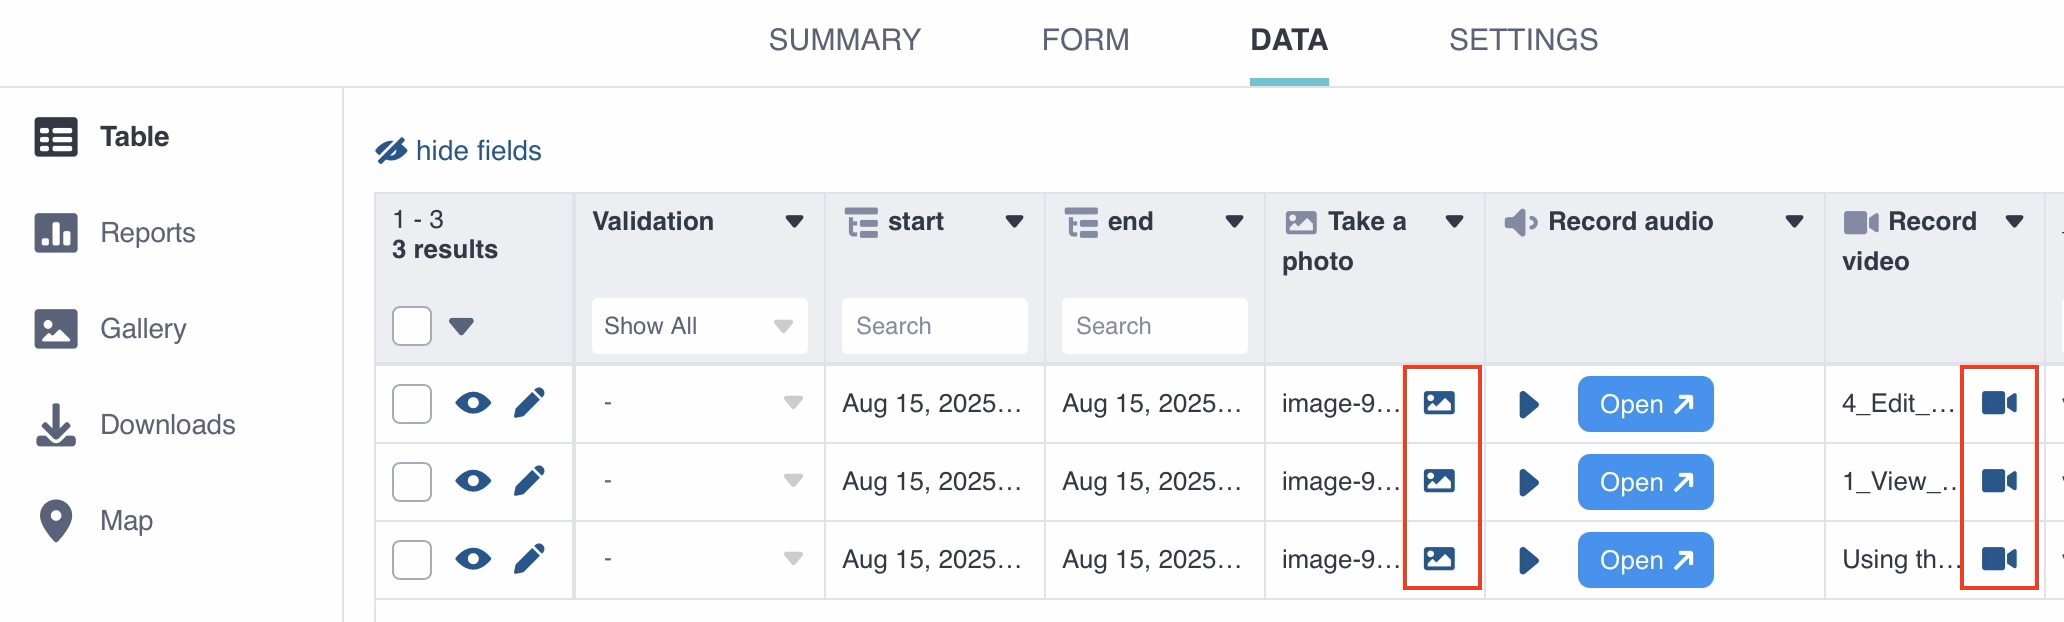 SUMMARY FORM DATA SETTINGS
Table
Reports
Gallery
Downloads
Map
hide fields
1 - 3
3 results
Validation
Show All
start
Search
end
Search
Take a
photo
Record audio
Record
video
- Aug 15, 2025... Aug 15, 2025... image-9... Open 4_Edit_...
- Aug 15, 2025... Aug 15, 2025... image-9... Open 1_View_...
- Aug 15, 2025... Aug 15, 2025... image-9... Open Using th...